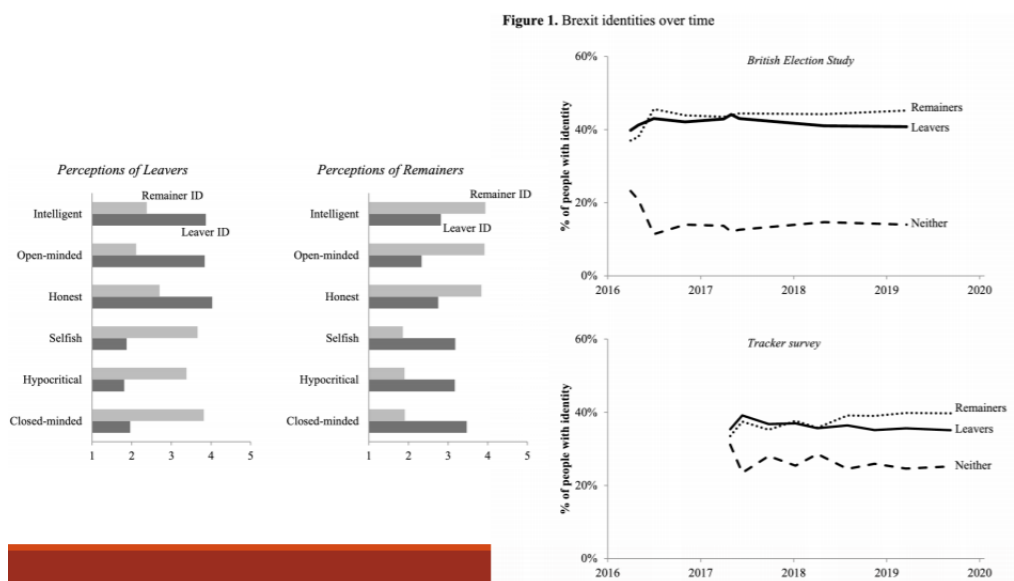 Perceptions of Leavers
Remainer ID
Intelligent
Leaver ID
Open-minded
Honest
Selfish
Hypocritical
Closed-minded
1 2 3 4 5
Perceptions of Remainers
Remainer ID
Intelligent
Leaver ID
Open-minded
Honest
Selfish
Hypocritical
Closed-minded
1 2 3 4 5
Figure 1. Brexit identities over time
British Election Study
% of people with identity
60%
40%
20%
0%
Remainers
Leavers
Neither
2016 2017 2018 2019 2020
Tracker survey
% of people with identity
60%
40%
20%
0%
Remainers
Leavers
Neither
2016 2017 2018 2019 2020